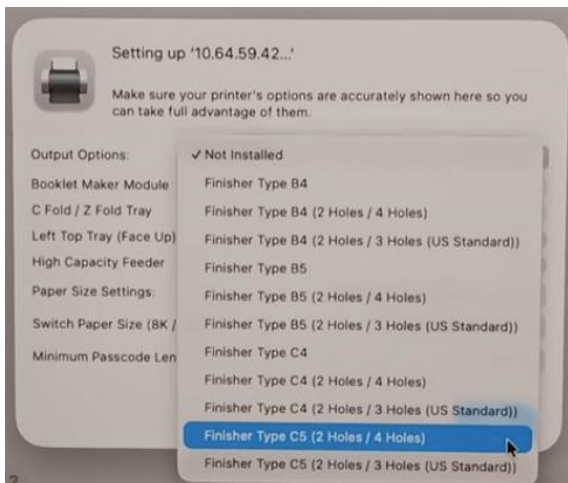 Setting up '10.64.59.42...'
Make sure your printer's options are accurately shown here so you
can take full advantage of them.
Output Options:
✓ Not Installed
Booklet Maker Module
Finisher Type B4
C Fold / Z Fold Tray
Finisher Type B4 (2 Holes / 4 Holes)
Left Top Tray (Face Up)
Finisher Type B4 (2 Holes / 3 Holes (US Standard))
High Capacity Feeder
Finisher Type B5
Paper Size Settings:
Finisher Type B5 (2 Holes / 4 Holes)
Switch Paper Size (8K /
Finisher Type B5 (2 Holes / 3 Holes (US Standard))
Minimum Passcode Len
Finisher Type C4
Finisher Type C4 (2 Holes / 4 Holes)
Finisher Type C4 (2 Holes / 3 Holes (US Standard))
Finisher Type C5 (2 Holes / 4 Holes)
Finisher Type C5 (2 Holes / 3 Holes (US Standard))